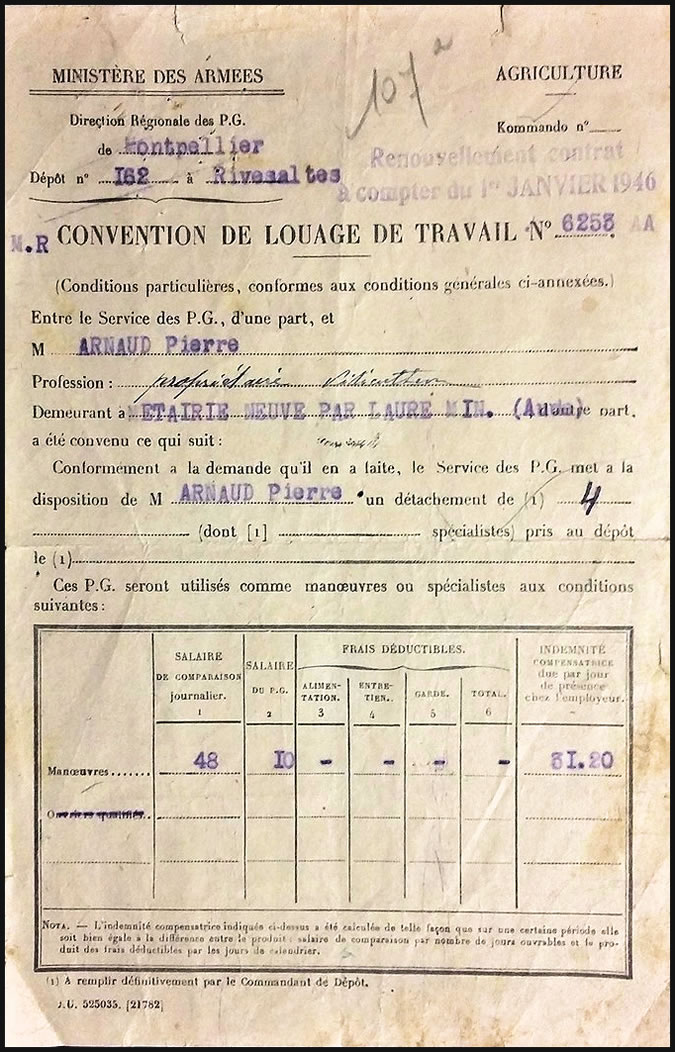 107 a
MINISTÈRE DES ARMEES
AGRICULTURE
Direction Régionale des P.G.
de Montpellier
Kommando n°
Renouvellement contrat
Dépôt n° 162 à Rivesaltes
à compter du 1er JANVIER 1946
M.R CONVENTION DE LOUAGE DE TRAVAIL N° 6253 AA
(Conditions particulières, conformes aux conditions générales ci-annexées.)
Entre le Service des P.G., d'une part, et
M ARNAUD Pierre
Profession : propriétaire viticulteur
Demeurant a METAIRIE NEUVE PAR LAURE MIN. (Aude) d'autre part.
a été convenu ce qui suit :
Conformément a la demande qu'il en a faite, le Service des P.G. met a la
disposition de M ARNAUD Pierre un détachement de (1) 4
(dont [1] spécialistes) pris au dépôt
le (1)
Ces P.G. seront utilisés comme manœuvres ou spécialistes aux conditions
suivantes :
SALAIRE DE COMPARAISON journalier. 1
SALAIRE DU P.G. 2
FRAIS DÉDUCTIBLES.
ALIMEN-TATION. 3
ENTRE-TIEN. 4
GARDE. 5
TOTAL. 6
INDEMNITÉ COMPENSATRICE due par jour de présence chez l'employeur.
Manœuvres...... 48 10 - - - - 31.20
Ouvriers qualifiés..
NOTA. — L'indemnité compensatrice indiquée ci-dessus a été calculée de telle façon que sur une certaine période elle
soit bien égale à la différence entre le produit : salaire de comparaison par nombre de jours ouvrables et le pro-
duit des frais déductibles par les jours de calendrier.
(1) A remplir définitivement par le Commandant de Dépôt.
J.U. 525035. [21782]